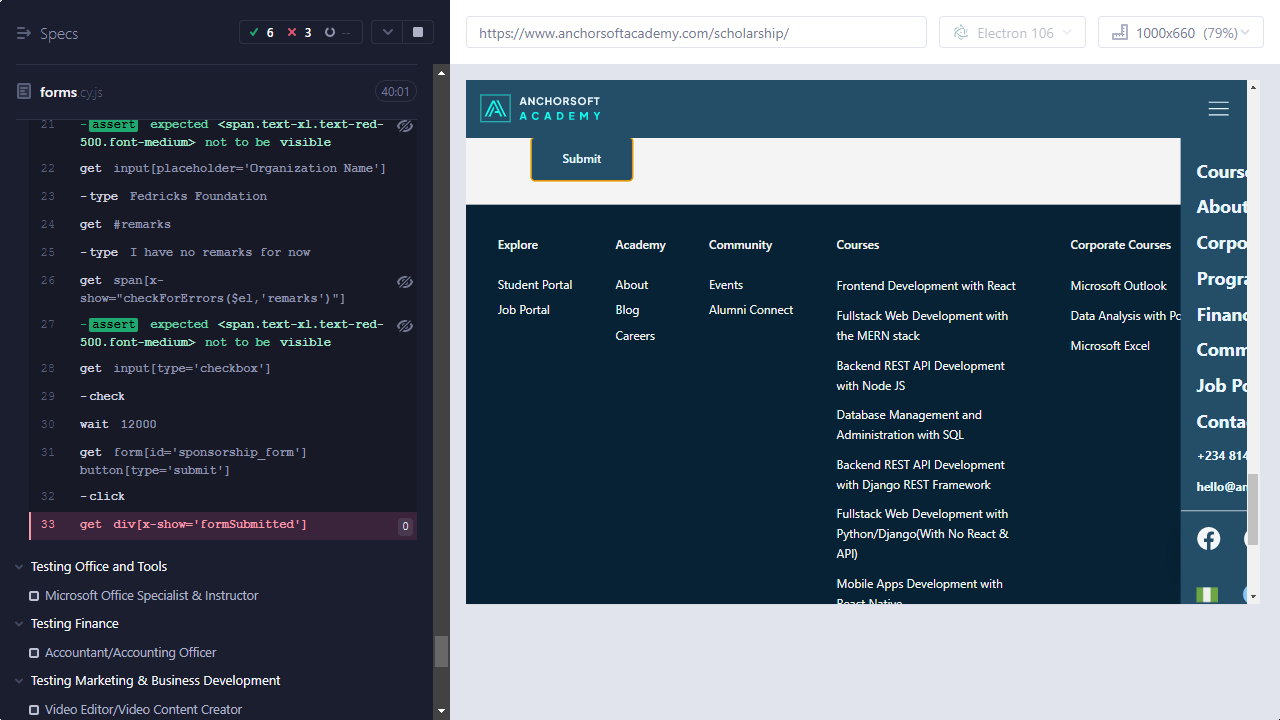 Specs
6
3
--
https://www.anchorsoftacademy.com/scholarship/
Electron 106
1000x660 (79%)
forms.cy.js
40:01
21 -assert expected <span.text-xl.text-red-
500.font-medium> not to be visible
22 get input[placeholder='Organization Name']
23 -type Fedricks Foundation
24 get #remarks
25 -type I have no remarks for now
26 get span[x-
show="checkForErrors($el,'remarks')"]
27 -assert expected <span.text-xl.text-red-
500.font-medium> not to be visible
28 get input[type='checkbox']
29 -check
30 wait 12000
31 get form[id='sponsorship_form']
button[type='submit']
32 -click
33 get div[x-show='formSubmitted']
0
Testing Office and Tools
Microsoft Office Specialist & Instructor
Testing Finance
Accountant/Accounting Officer
Testing Marketing & Business Development
Video Editor/Video Content Creator
ANCHORSOFT
ACADEMY
Submit
Explore
Student Portal
Job Portal
Academy
About
Blog
Careers
Community
Events
Alumni Connect
Courses
Frontend Development with React
Fullstack Web Development with
the MERN stack
Backend REST API Development
with Node JS
Database Management and
Administration with SQL
Backend REST API Development
with Django REST Framework
Fullstack Web Development with
Python/Django(With No React &
API)
Mobile Apps Development with
React Native
Corporate Courses
Microsoft Outlook
Data Analysis with Po
Microsoft Excel
Course
About
Corpo
Progra
Financ
Comm
Job Po
Conta
+234 814
hello@an